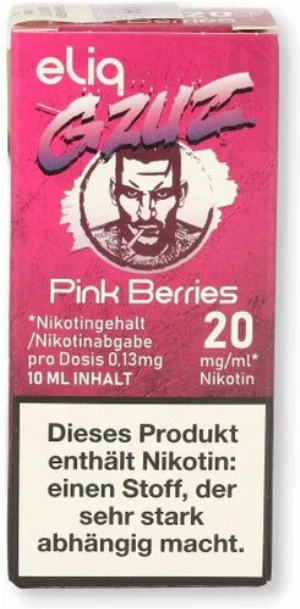 eliq
GZUZ
Pink Berries
*Nikotingehalt
/Nikotinabgabe
pro Dosis 0,13mg
10 ML INHALT
20
mg/ml*
Nikotin
Dieses Produkt
enthält Nikotin:
einen Stoff, der
sehr stark
abhängig macht.